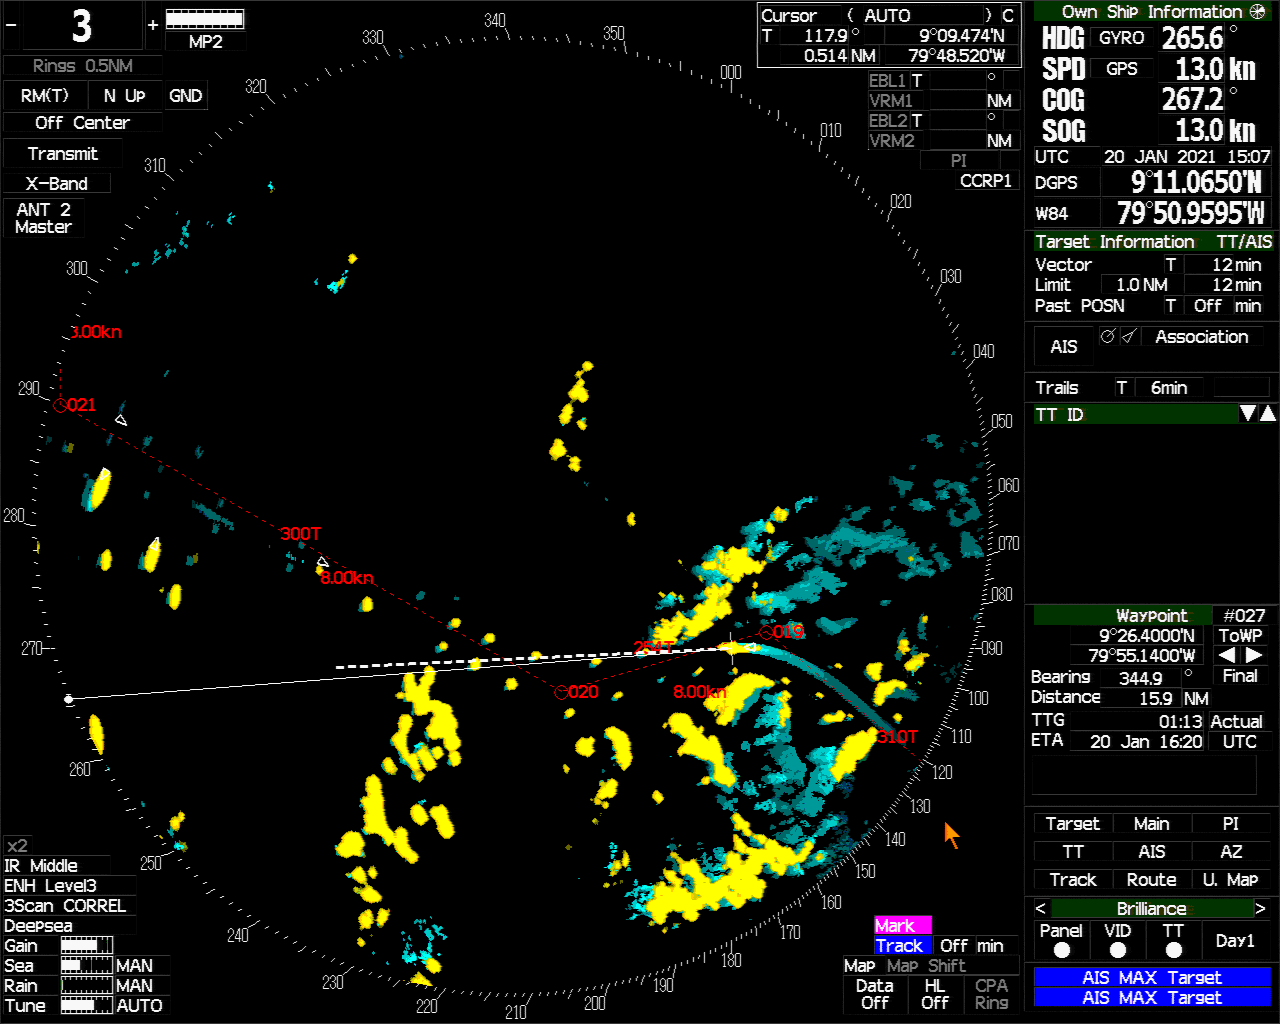 3
MP2
Rings 0.5NM
RM(T) N Up GND
Off Center
Transmit
X-Band
ANT 2
Master
Cursor ( AUTO ) C
T 117.9° 9°09.474'N
0.514 NM 79°48.520'W
EBL1 T °
VRM1 NM
EBL2 T °
VRM2 NM
PI
CCRP1
Own Ship Information
HDG GYRO 265.6°
SPD GPS 13.0 kn
COG 267.2°
SOG 13.0 kn
UTC 20 JAN 2021 15:07
DGPS 9°11.0650'N
W84 79°50.9595'W
Target Information TT/AIS
Vector T 12 min
Limit 1.0 NM 12 min
Past POSN T Off min
AIS Association
Trails T 6min
TT ID
Waypoint #027
9°26.4000'N ToWP
79°55.1400'W
Bearing 344.9° Final
Distance 15.9 NM
TTG 01:13 Actual
ETA 20 Jan 16:20 UTC
Target Main PI
TT AIS AZ
Track Route U. Map
< Brilliance >
Panel VID TT Day1
AIS MAX Target
AIS MAX Target
340
350
000
010
020
030
040
050
060
070
080
090
100
110
120
130
140
150
160
170
180
190
200
210
220
230
240
250
260
270
280
290
300
310
320
330
.00kn
021
300T
8.00kn
019
020
8.00kn
310T
x2
IR Middle
ENH Level3
3Scan CORREL
Deepsea
Gain
Sea MAN
Rain MAN
Tune AUTO
Mark
Track Off min
Map Map Shift
Data Off
HL Off
CPA Ring